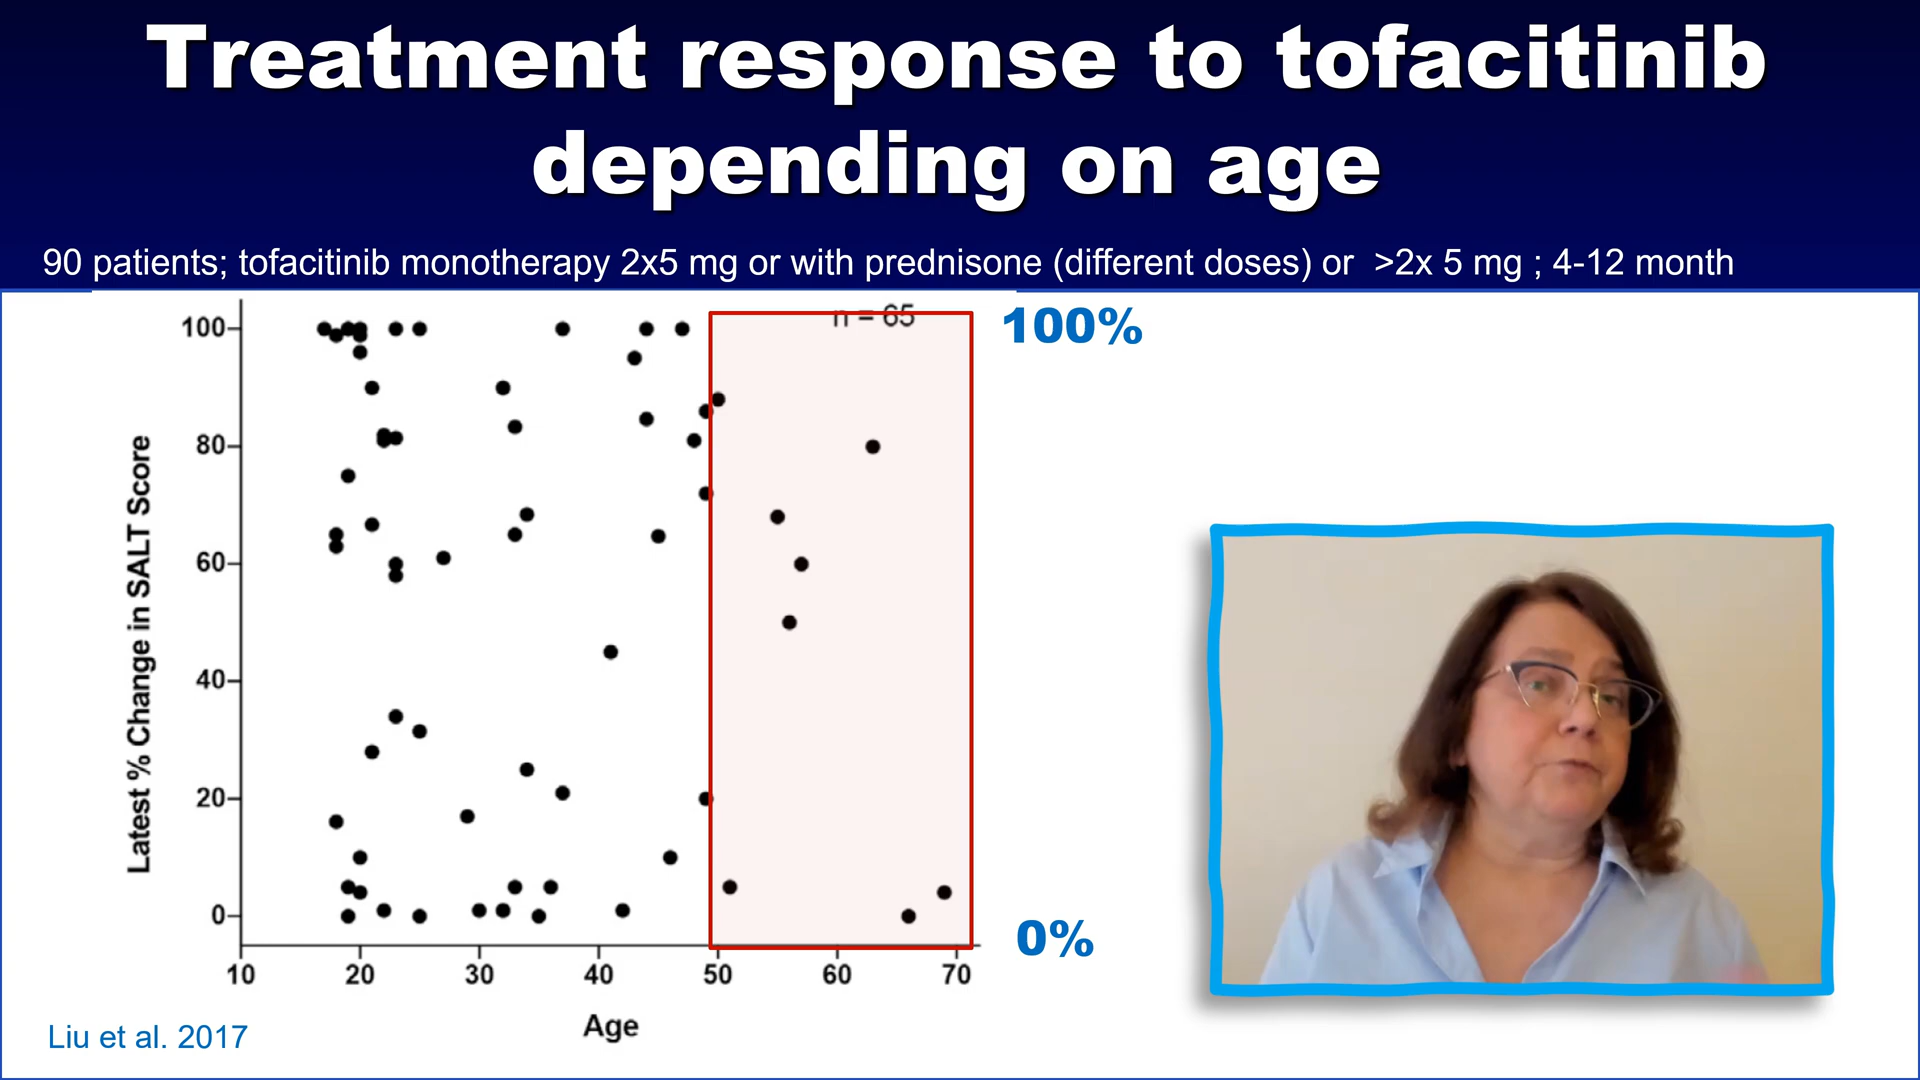 Treatment response to tofacitinib
depending on age
90 patients; tofacitinib monotherapy 2x5 mg or with prednisone (different doses) or >2x 5 mg ; 4-12 month
n = 65
100
80
60
40
20
0
Latest % Change in SALT Score
10 20 30 40 50 60 70
Age
100%
0%
Liu et al. 2017